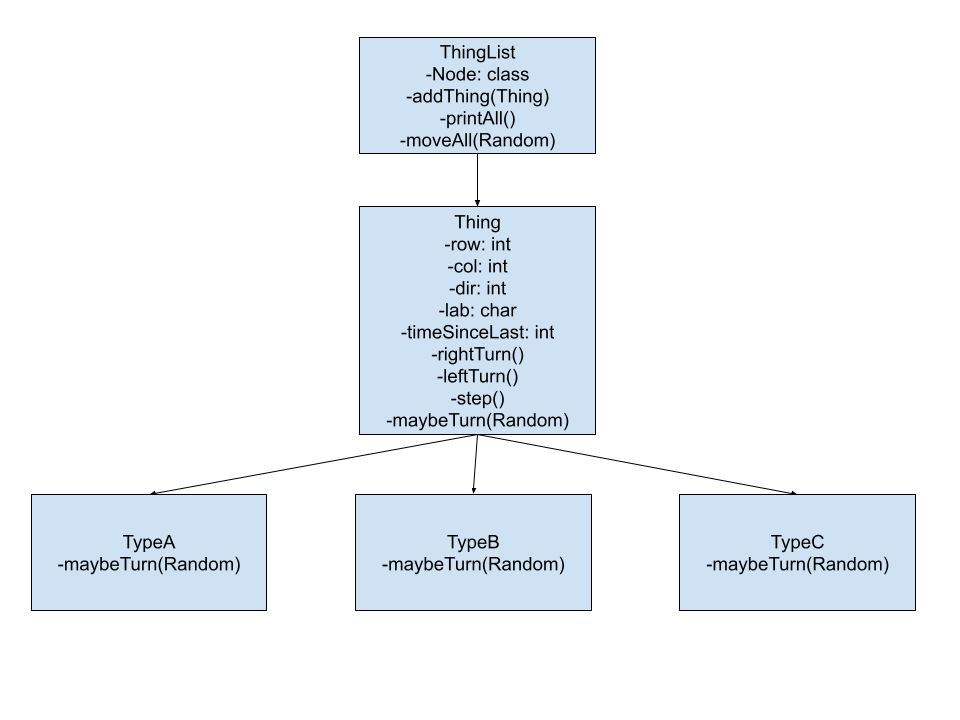 ThingList
-Node: class
-addThing(Thing)
-printAll()
-moveAll(Random)
Thing
-row: int
-col: int
-dir: int
-lab: char
-timeSinceLast: int
-rightTurn()
-leftTurn()
-step()
-maybeTurn(Random)
TypeA
-maybeTurn(Random)
TypeB
-maybeTurn(Random)
TypeC
-maybeTurn(Random)